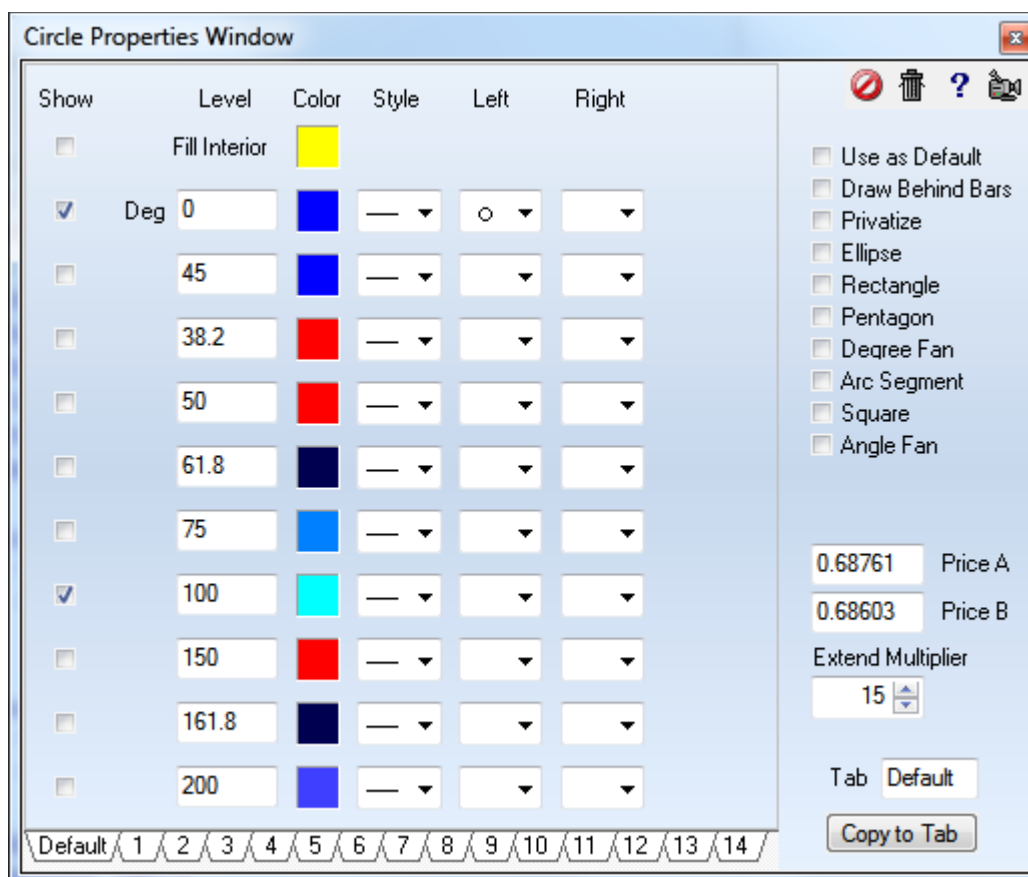 Circle Properties Window
Show Level Color Style Left Right
Fill Interior
Deg 0
45
38.2
50
61.8
75
100
150
161.8
200
Default 1 2 3 4 5 6 7 8 9 10 11 12 13 14
?
Use as Default
Draw Behind Bars
Privatize
Ellipse
Rectangle
Pentagon
Degree Fan
Arc Segment
Square
Angle Fan
0.68761 Price A
0.68603 Price B
Extend Multiplier
15
Tab Default
Copy to Tab